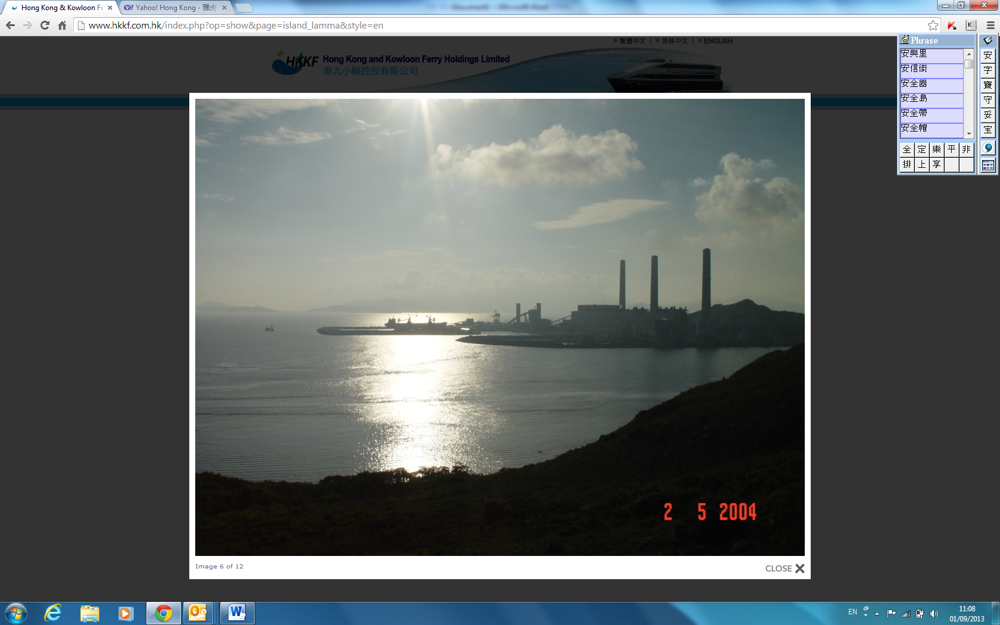 Hong Kong & Kowloon Fe
Yahoo! Hong Kong - 雅虎
www.hkkf.com.hk/index.php?op=show&page=island_lamma&style=en
繁體中文 | 简体中文 | ENGLISH
HKKF
Hong Kong and Kowloon Ferry Holdings Limited
港九小輪控股有限公司
Phrase
安興里
安信街
安全器
安全島
安全帶
安全帽
全 定 樂 平 非
排 上 享
安
字
寶
守
妥
宝
2 5 2004
Image 6 of 12
CLOSE
EN
11:08
01/09/2013